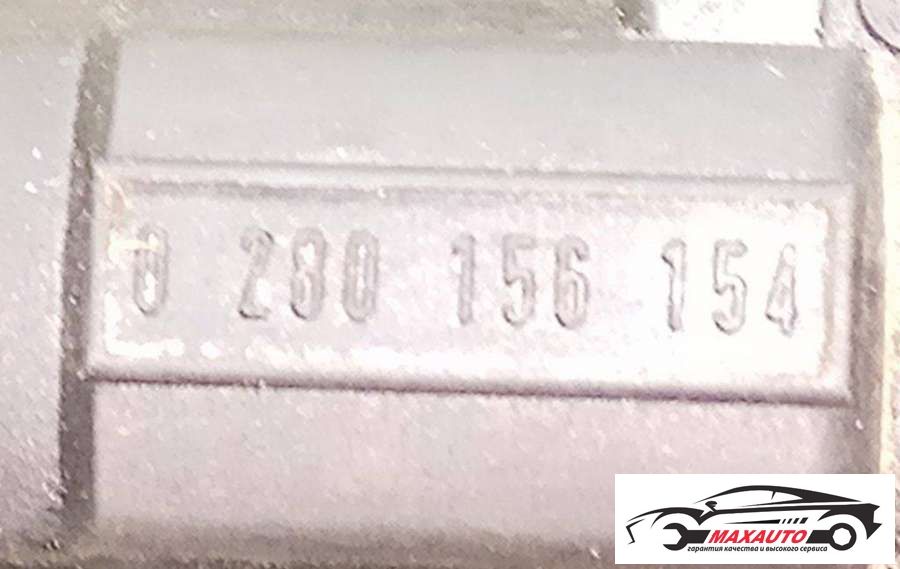 0 280 156 154
MAXAUTO
гарантия качества и высокого сервиса